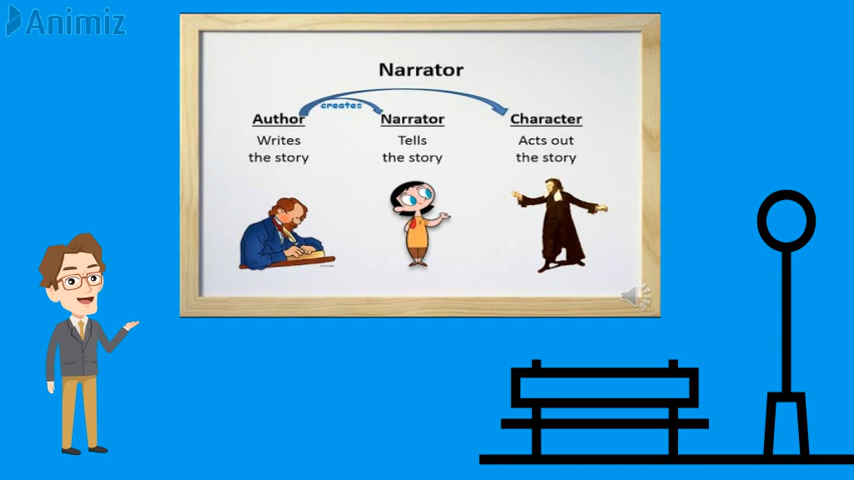 Animiz
Narrator
creates
Author Narrator Character
Writes Tells Acts out
the story the story the story